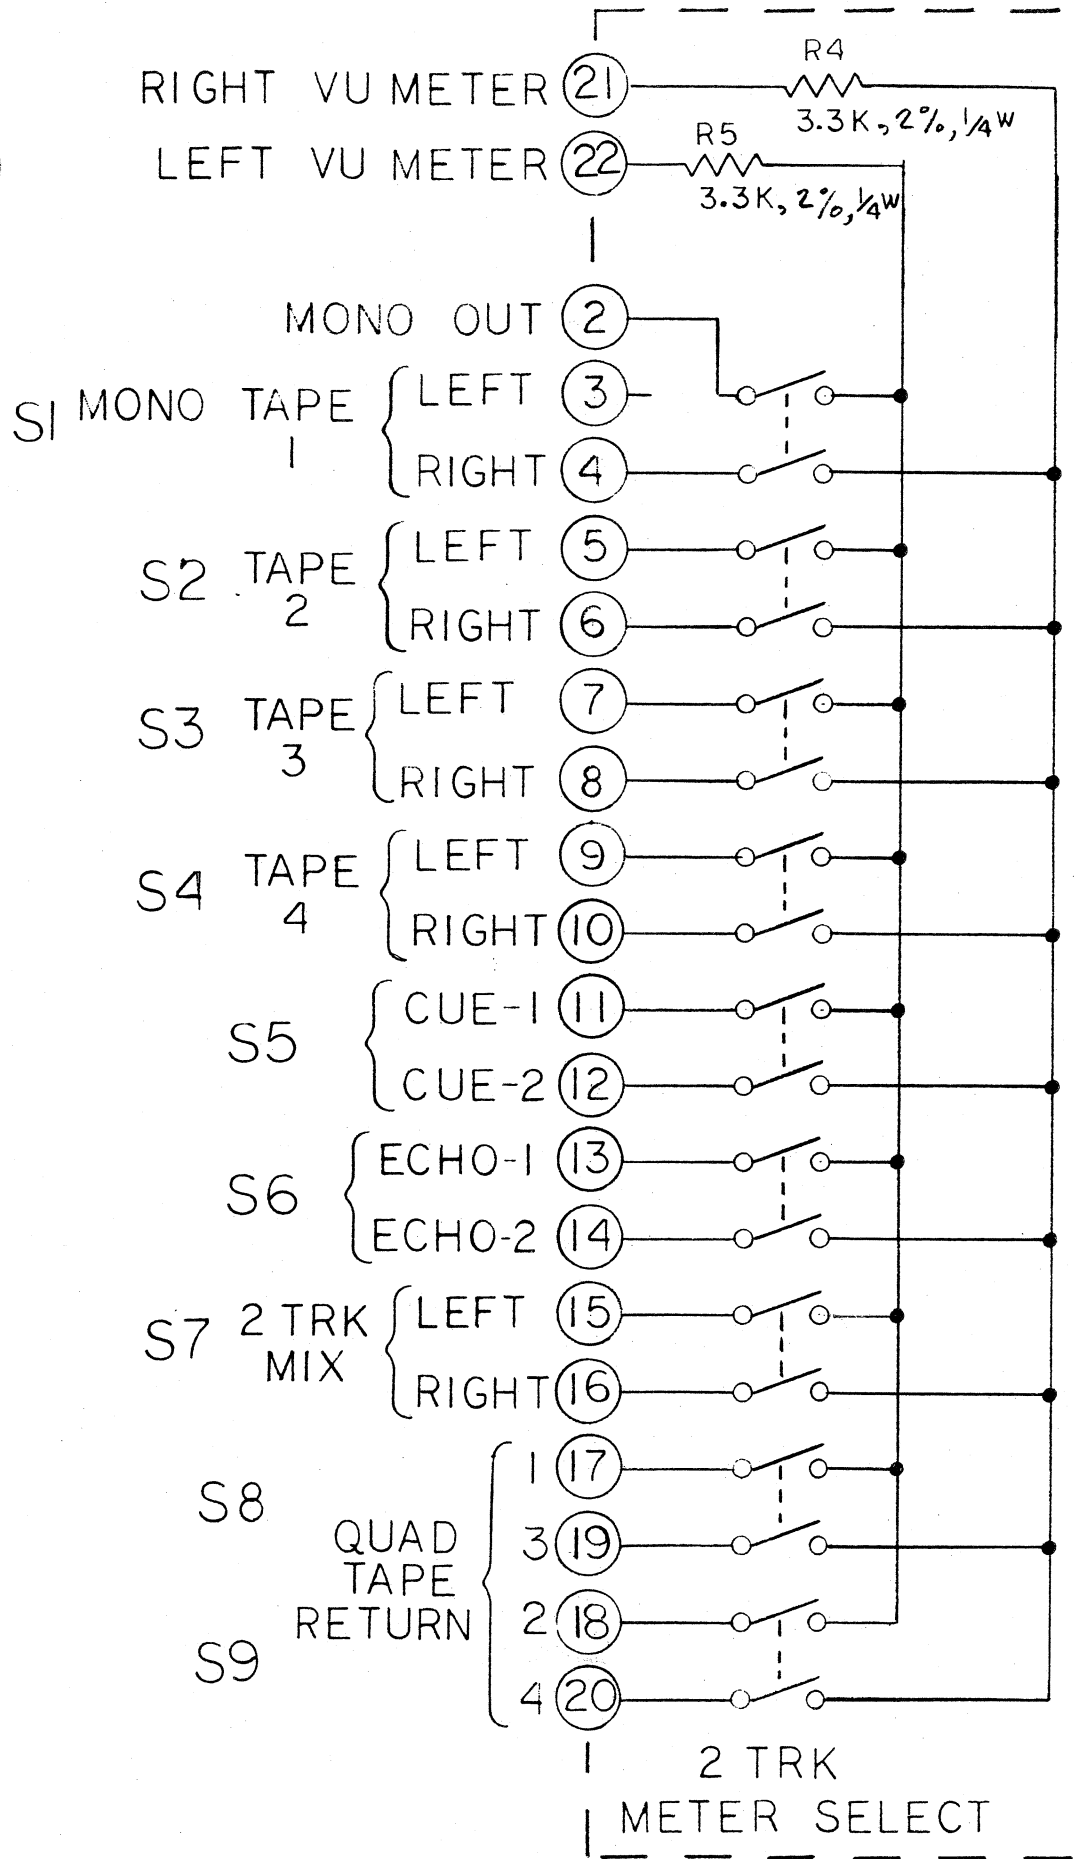 R4
RIGHT VU METER 21
3.3K, 2%, 1/4W
R5
LEFT VU METER 22
3.3K, 2%, 1/4W
MONO OUT 2
S1 MONO TAPE 1
LEFT 3
RIGHT 4
S2 TAPE 2
LEFT 5
RIGHT 6
S3 TAPE 3
LEFT 7
RIGHT 8
S4 TAPE 4
LEFT 9
RIGHT 10
S5
CUE-1 11
CUE-2 12
S6
ECHO-1 13
ECHO-2 14
S7 2 TRK
MIX
LEFT 15
RIGHT 16
S8
S9
QUAD
TAPE
RETURN
1 17
3 19
2 18
4 20
2 TRK
METER SELECT